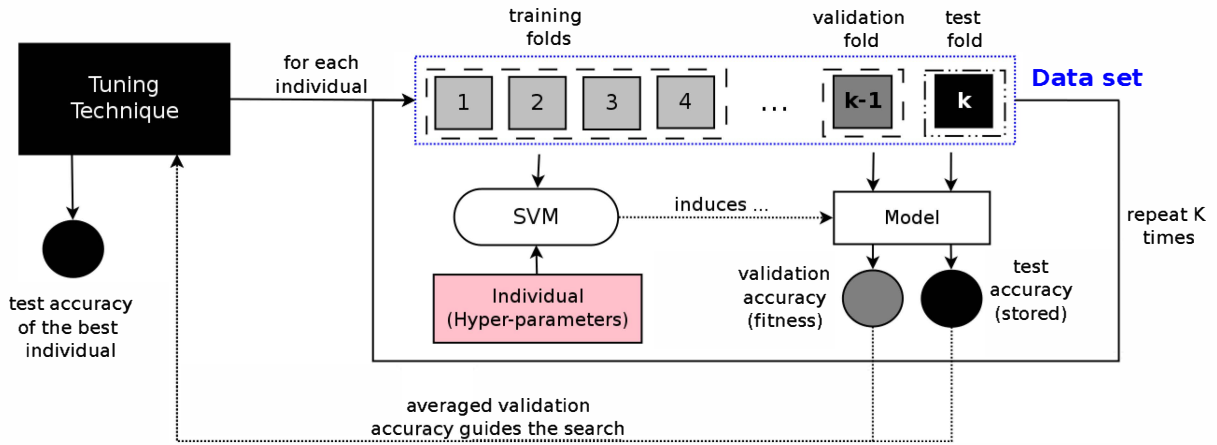 training
folds
validation
fold
test
fold
Tuning
Technique
for each
individual
1
2
3
4
...
k-1
k
Data set
SVM
induces ...
Model
repeat K
times
Individual
(Hyper-parameters)
validation
accuracy
(fitness)
test
accuracy
(stored)
test accuracy
of the best
individual
averaged validation
accuracy guides the search